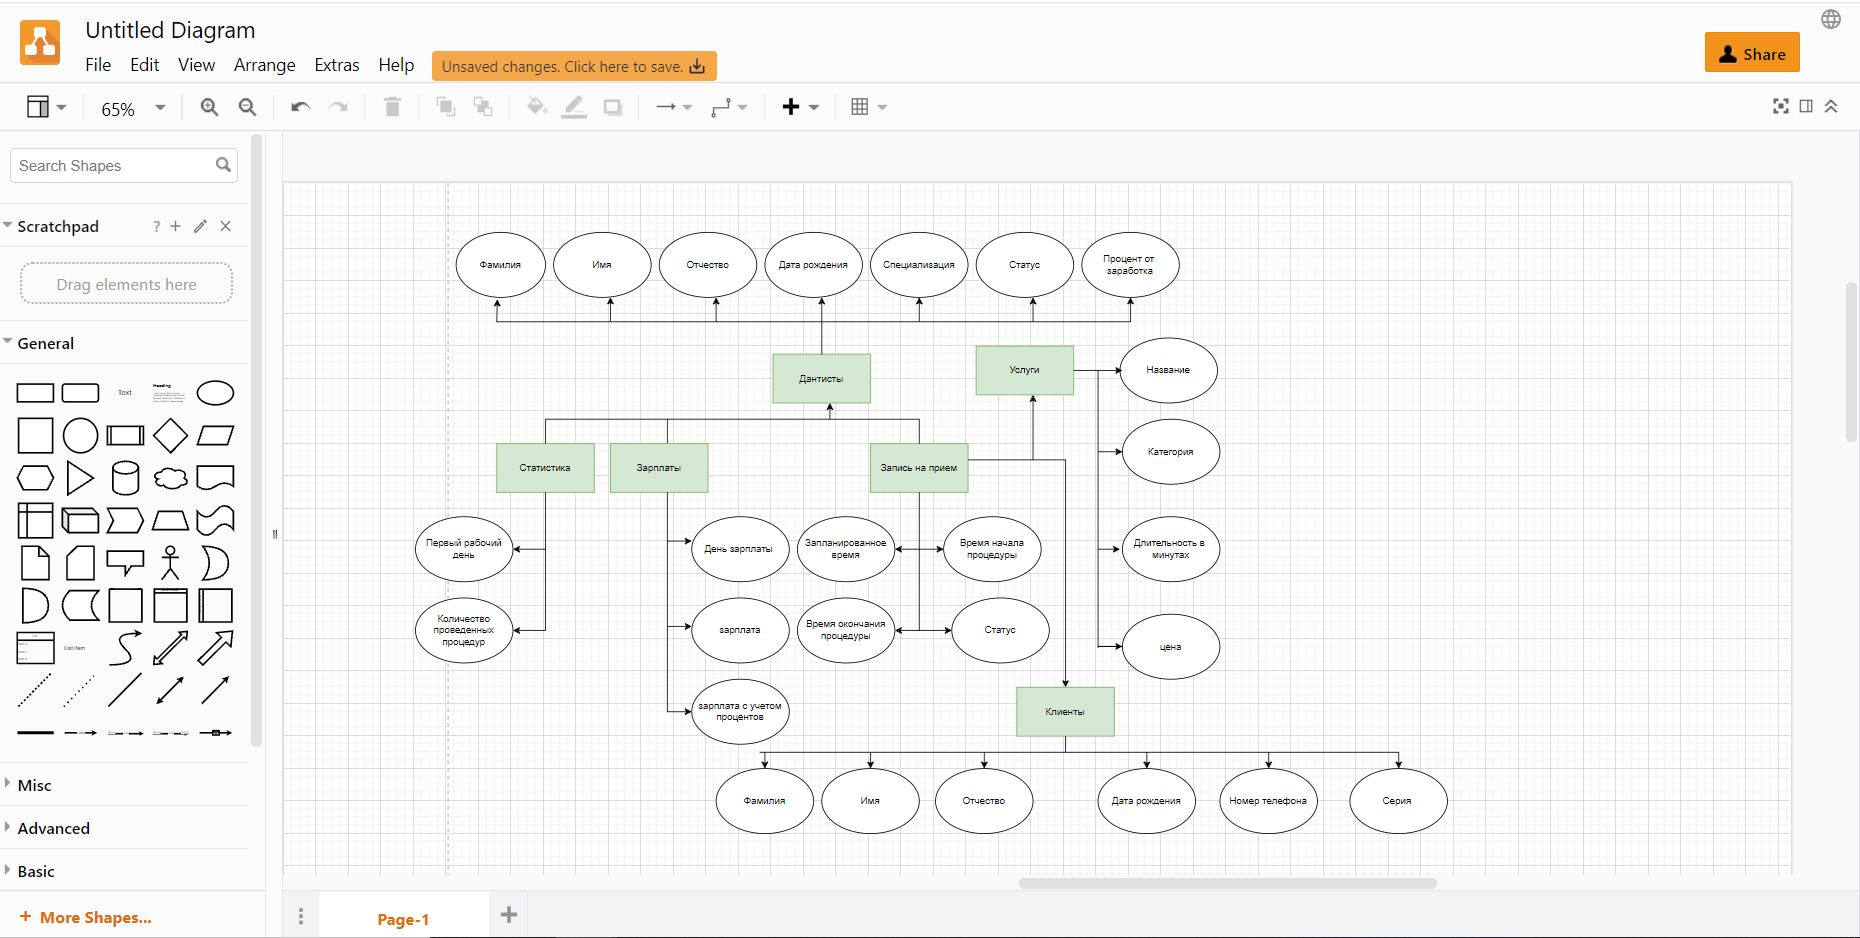 Untitled Diagram
File Edit View Arrange Extras Help
Unsaved changes. Click here to save.
Share
65%
Search Shapes
Scratchpad
?
Drag elements here
General
Text
Heading
List Item
Misc
Advanced
Basic
+ More Shapes...
Page-1
Фамилия
Имя
Отчество
Дата рождения
Специализация
Статус
Процент от
заработка
Дантисты
Услуги
Название
Категория
Статистика
Зарплаты
Запись на прием
Первый рабочий
день
День зарплаты
Запланированное
время
Время начала
процедуры
Длительность в
минутах
Количество
проведенных
процедур
зарплата
Время окончания
процедуры
Статус
цена
зарплата с учетом
процентов
Клиенты
Фамилия
Имя
Отчество
Дата рождения
Номер телефона
Серия